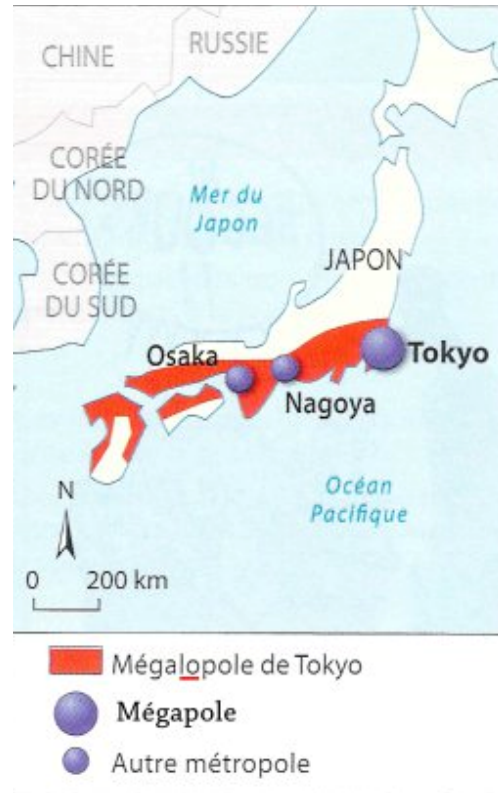 CHINE
RUSSIE
CORÉE
DU NORD
Mer du
Japon
CORÉE
DU SUD
JAPON
Osaka
Tokyo
Nagoya
N
Océan
Pacifique
0 200 km
Mégalopole de Tokyo
Mégapole
Autre métropole